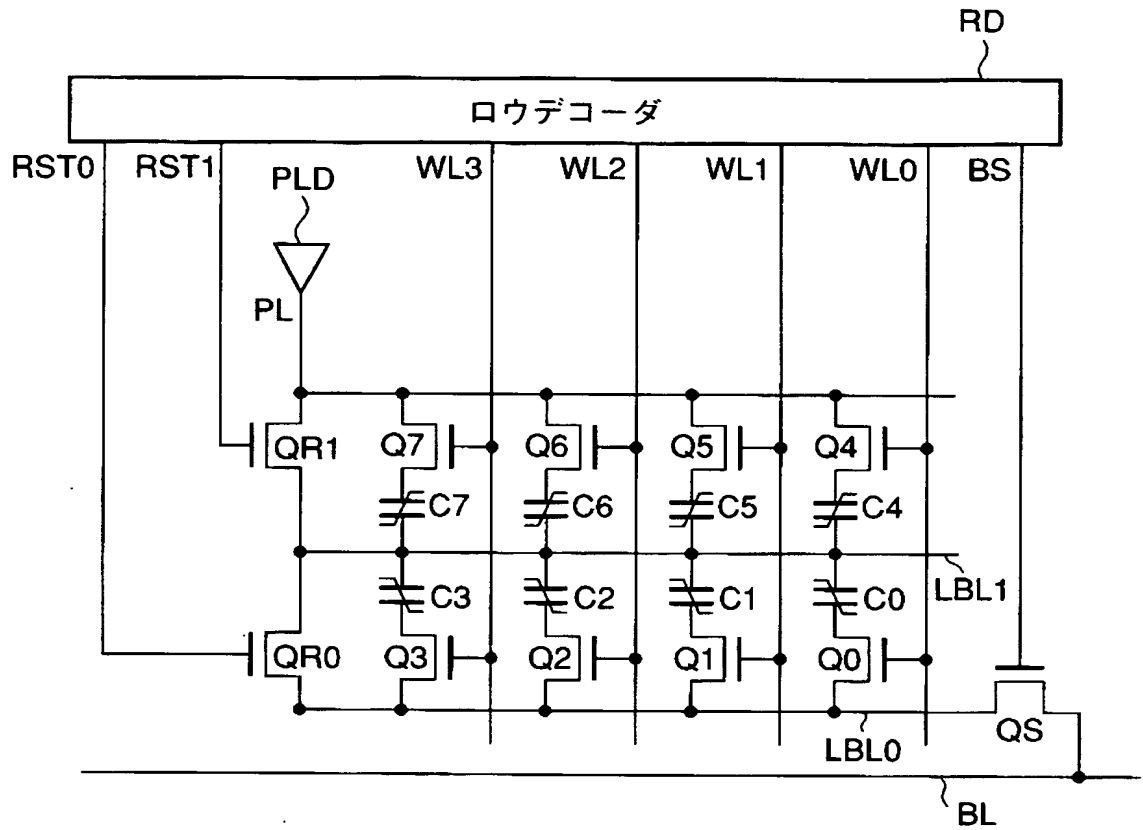 RD
ロウデコーダ
RST0 RST1 WL3 WL2 WL1 WL0 BS
PLD
PL
QR1 Q7 Q6 Q5 Q4
C7 C6 C5 C4
LBL1
C3 C2 C1 C0
QR0 Q3 Q2 Q1 Q0
QS
LBL0
BL